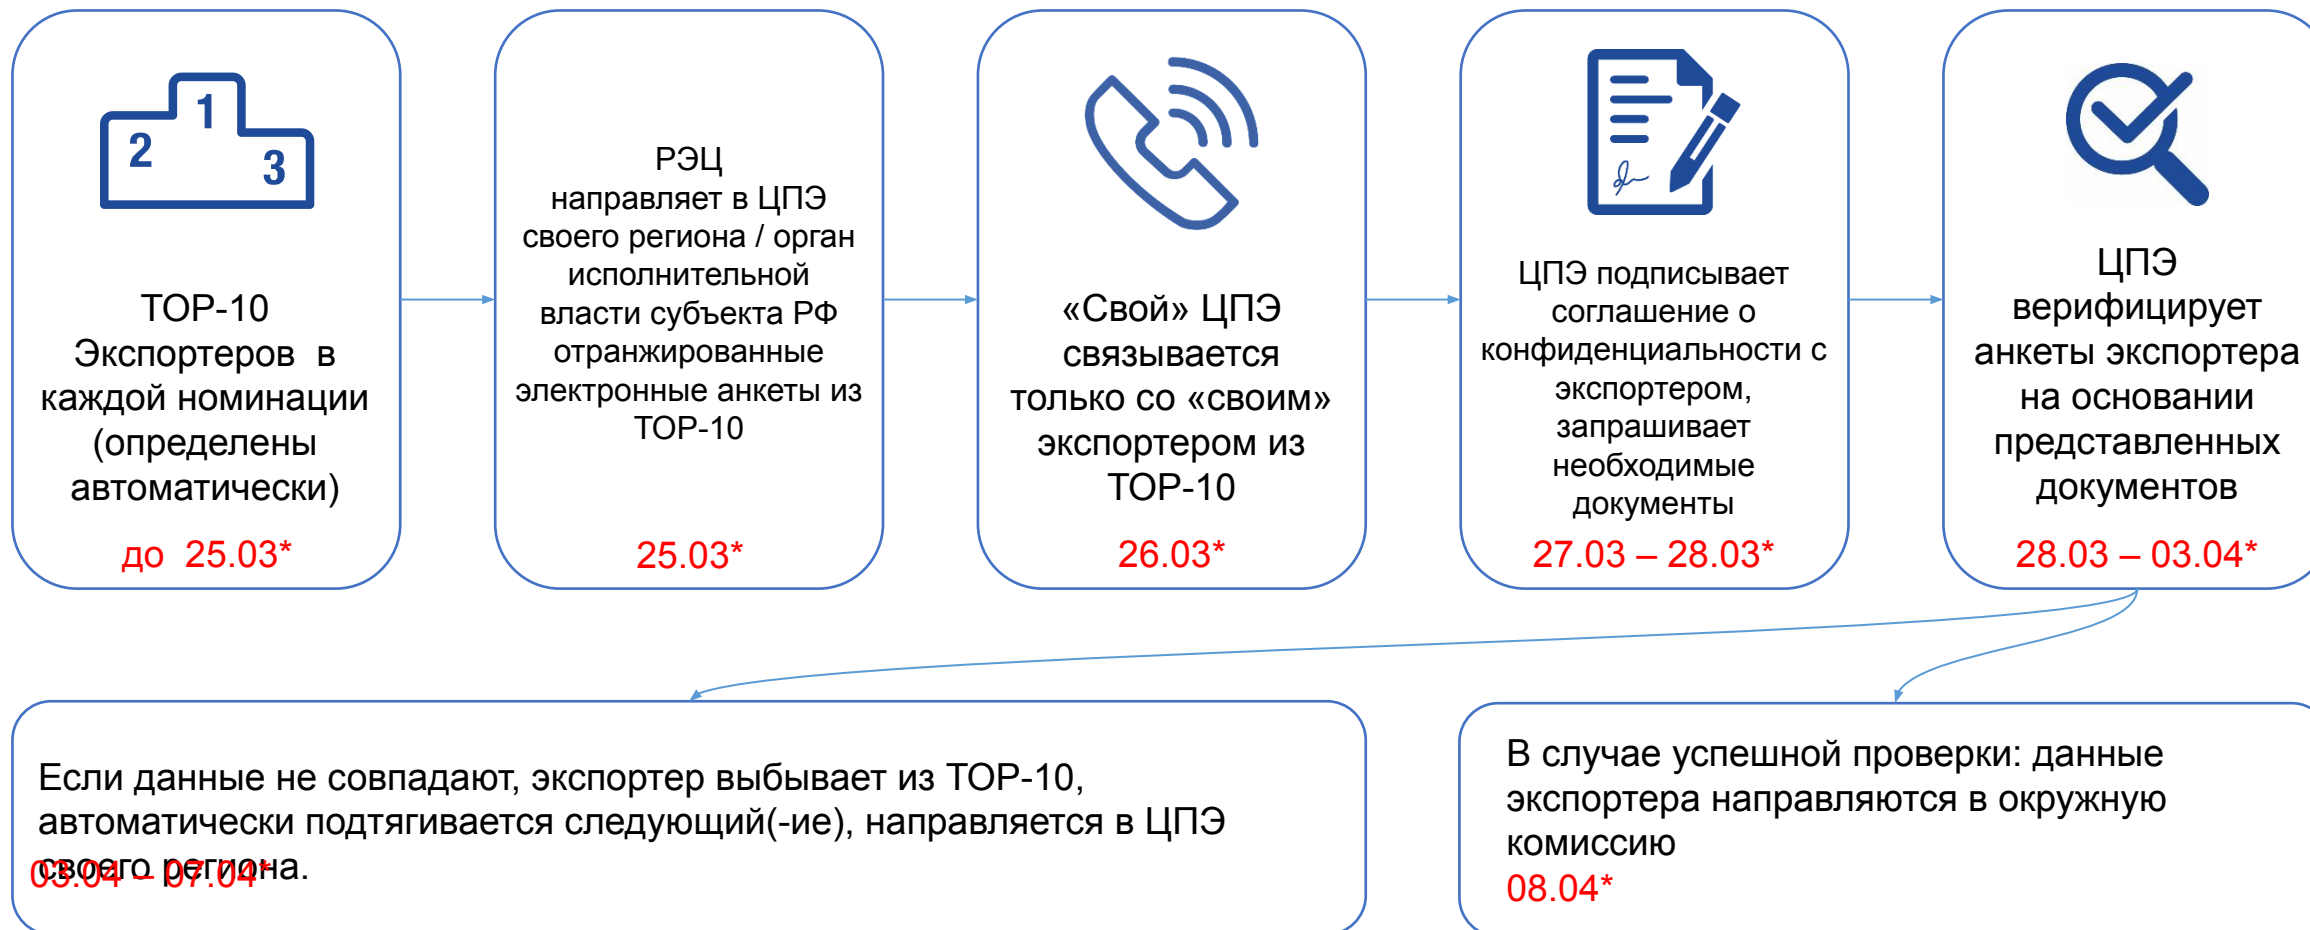 1
2
3
ТОР-10
Экспортеров в
каждой номинации
(определены
автоматически)
до 25.03*
РЭЦ
направляет в ЦПЭ
своего региона / орган
исполнительной
власти субъекта РФ
отранжированные
электронные анкеты из
ТОР-10
25.03*
«Свой» ЦПЭ
связывается
только со «своим»
экспортером из
ТОР-10
26.03*
ЦПЭ подписывает
соглашение о
конфиденциальности с
экспортером,
запрашивает
необходимые
документы
27.03 – 28.03*
ЦПЭ
верифицирует
анкеты экспортера
на основании
представленных
документов
28.03 – 03.04*
Если данные не совпадают, экспортер выбывает из ТОР-10,
автоматически подтягивается следующий(-ие), направляется в ЦПЭ
своего региона.
03.04 – 07.04*
В случае успешной проверки: данные
экспортера направляются в окружную
комиссию
08.04*